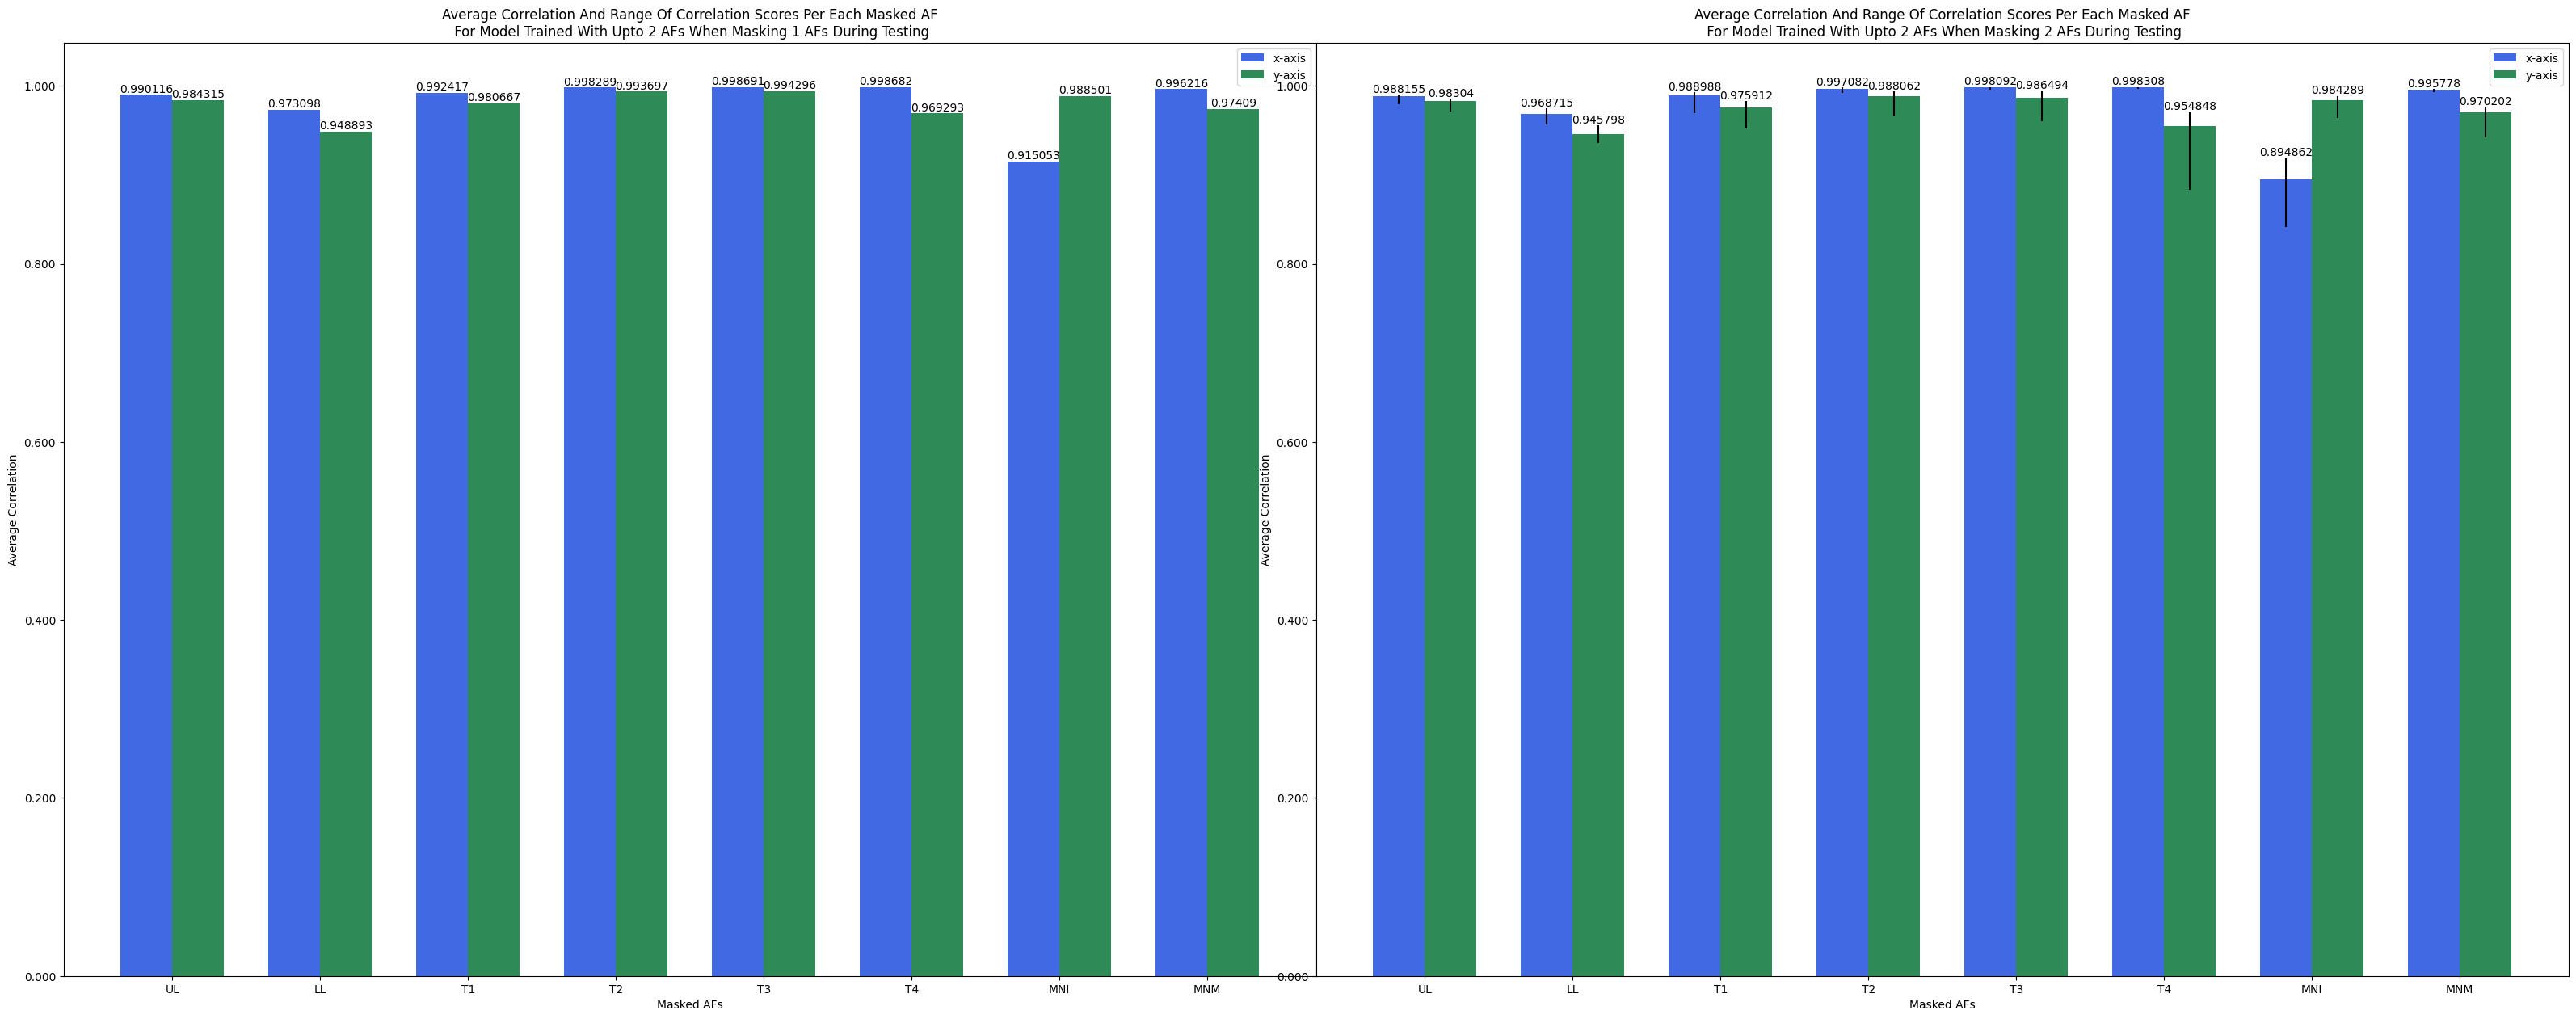 Average Correlation And Range Of Correlation Scores Per Each Masked AF
For Model Trained With Upto 2 AFs When Masking 1 AFs During Testing
x-axis
y-axis
1.000
0.800
0.600
0.400
0.200
0.000
Average Correlation
0.990116
0.984315
0.973098
0.948893
0.992417
0.980667
0.998289
0.993697
0.998691
0.994296
0.998682
0.969293
0.915053
0.988501
0.996216
0.97409
UL
LL
T1
T2
T3
T4
MNI
MNM
Masked AFs
Average Correlation And Range Of Correlation Scores Per Each Masked AF
For Model Trained With Upto 2 AFs When Masking 2 AFs During Testing
x-axis
y-axis
1.000
0.800
0.600
0.400
0.200
0.000
Average Correlation
0.988155
0.98304
0.968715
0.945798
0.988988
0.975912
0.997082
0.988062
0.998092
0.986494
0.998308
0.954848
0.894862
0.984289
0.995778
0.970202
UL
LL
T1
T2
T3
T4
MNI
MNM
Masked AFs